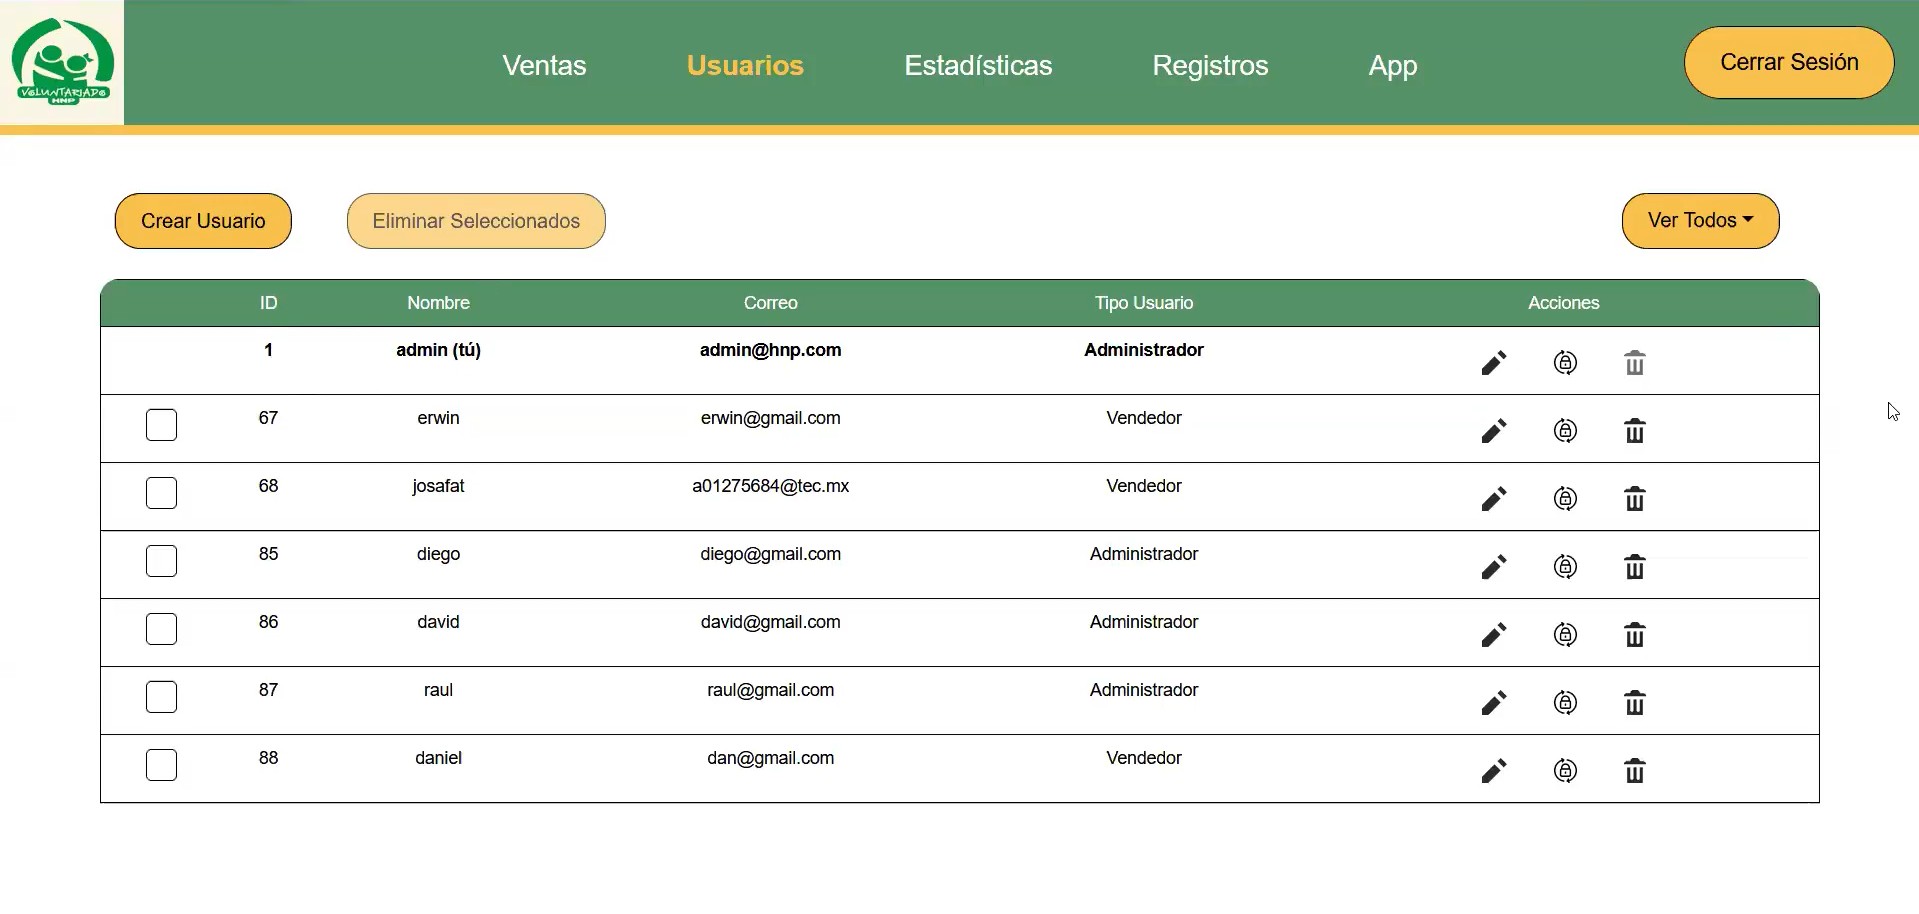 VOLUNTARIADO
HNP
Ventas
Usuarios
Estadísticas
Registros
App
Cerrar Sesión
Crear Usuario
Eliminar Seleccionados
Ver Todos
ID Nombre Correo Tipo Usuario Acciones
1 admin (tú) admin@hnp.com Administrador
67 erwin erwin@gmail.com Vendedor
68 josafat a01275684@tec.mx Vendedor
85 diego diego@gmail.com Administrador
86 david david@gmail.com Administrador
87 raul raul@gmail.com Administrador
88 daniel dan@gmail.com Vendedor